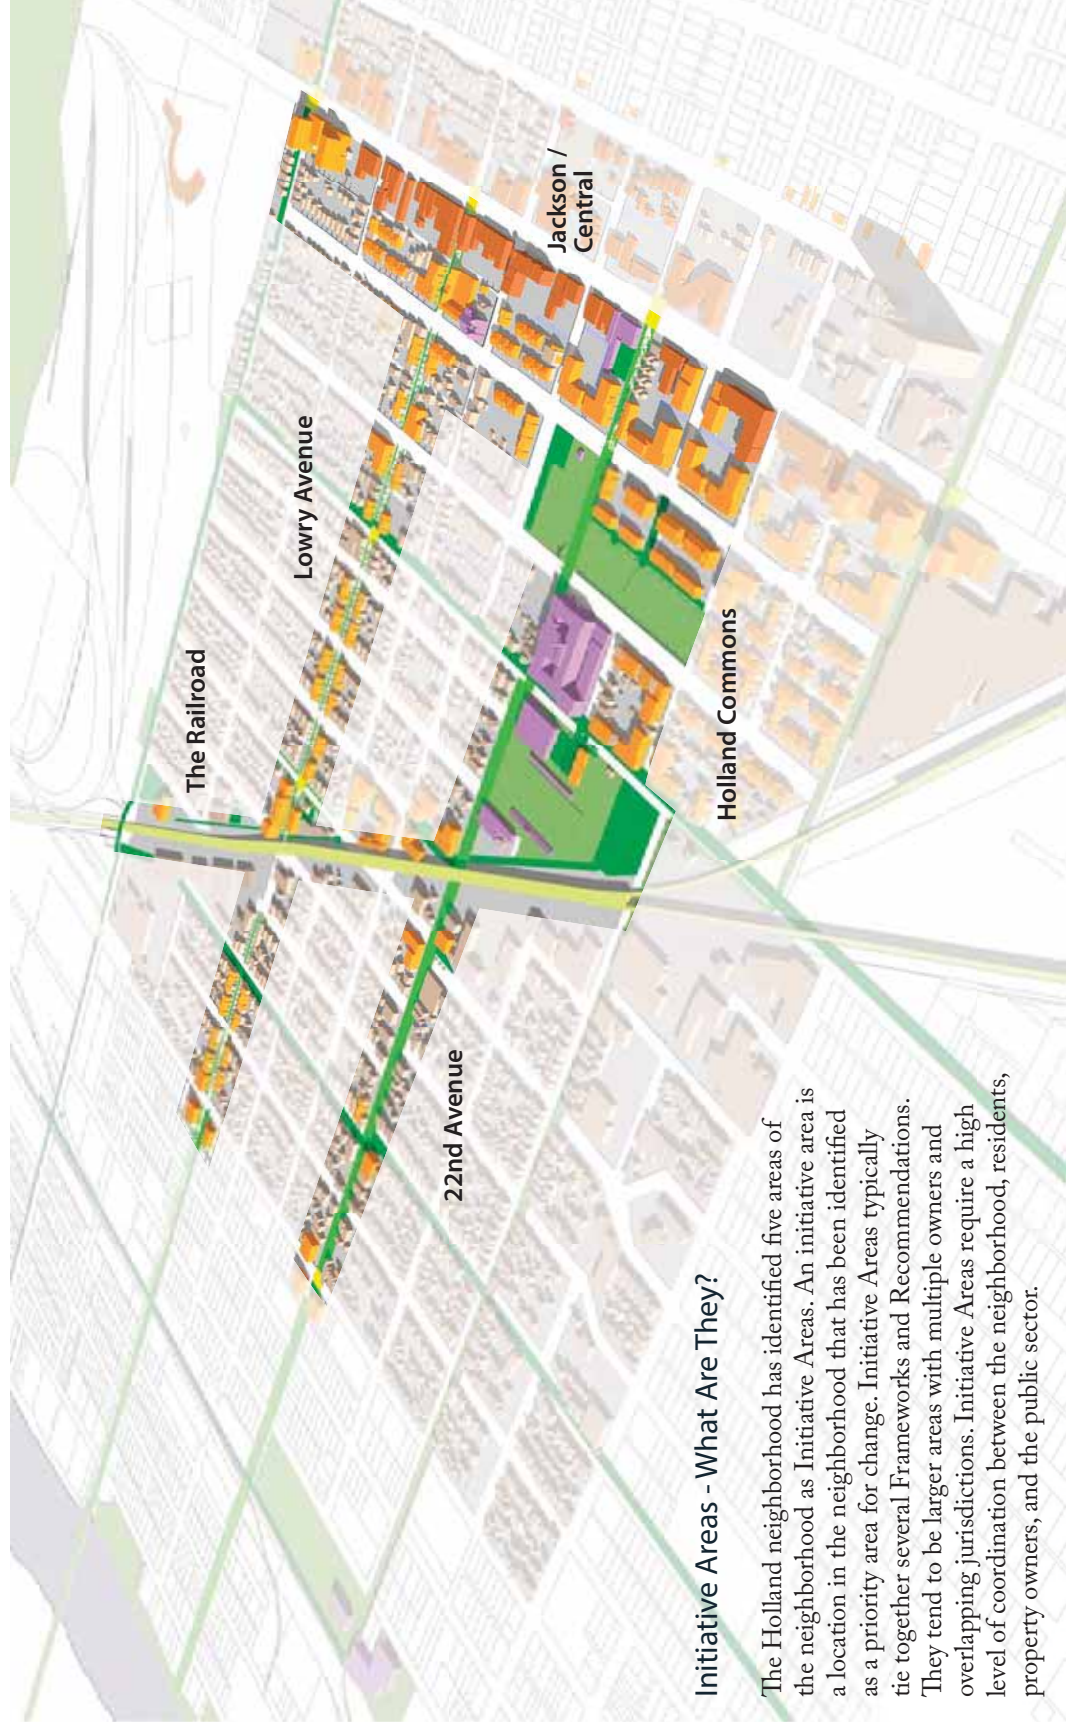 The Railroad
Lowry Avenue
Jackson /
Central
22nd Avenue
Holland Commons
Initiative Areas - What Are They?
The Holland neighborhood has identified five areas of
the neighborhood as Initiative Areas. An initiative area is
a location in the neighborhood that has been identified
as a priority area for change. Initiative Areas typically
tie together several Frameworks and Recommendations.
They tend to be larger areas with multiple owners and
overlapping jurisdictions. Initiative Areas require a high
level of coordination between the neighborhood, residents,
property owners, and the public sector.